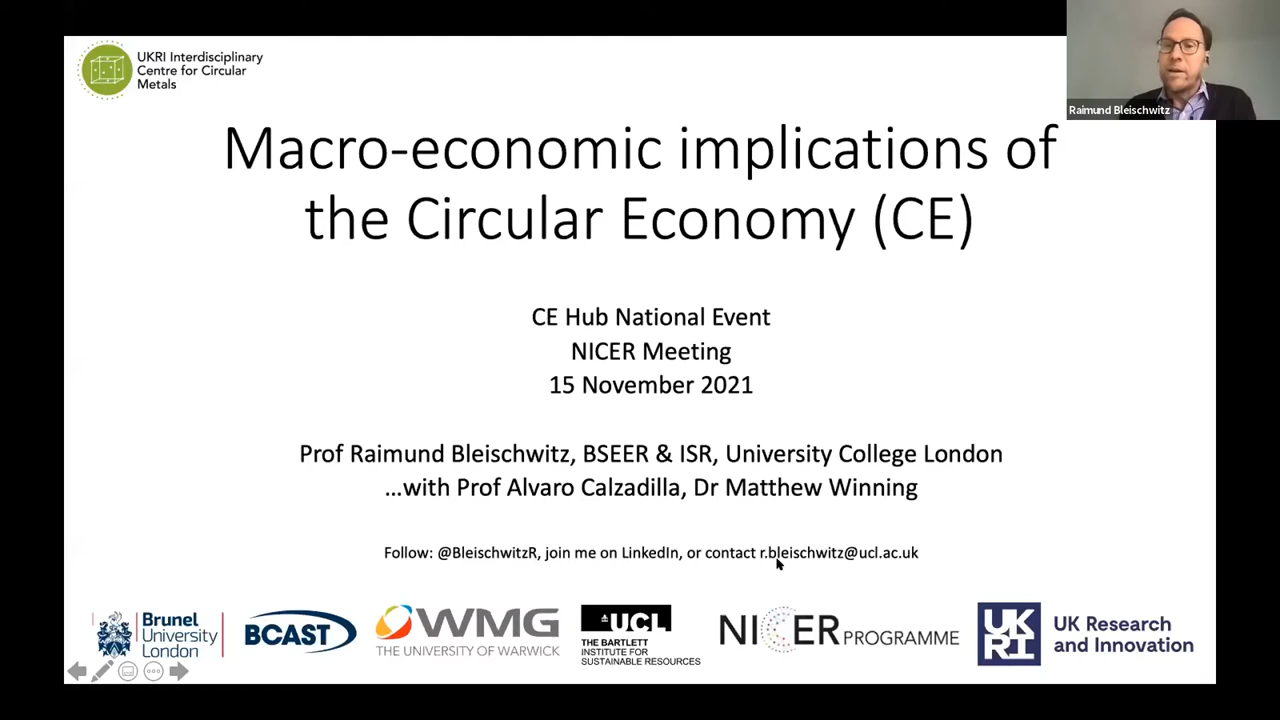 UKRI Interdisciplinary
Centre for Circular
Metals
Raimund Bleischwitz
Macro-economic implications of
the Circular Economy (CE)
CE Hub National Event
NICER Meeting
15 November 2021
Prof Raimund Bleischwitz, BSEER & ISR, University College London
...with Prof Alvaro Calzadilla, Dr Matthew Winning
Follow: @BleischwitzR, join me on LinkedIn, or contact r.bleischwitz@ucl.ac.uk
Brunel
University
London
BCAST
WMG
THE UNIVERSITY OF WARWICK
UCL
THE BARTLETT
INSTITUTE FOR
SUSTAINABLE RESOURCES
NICER PROGRAMME
UKRI
UK Research
and Innovation